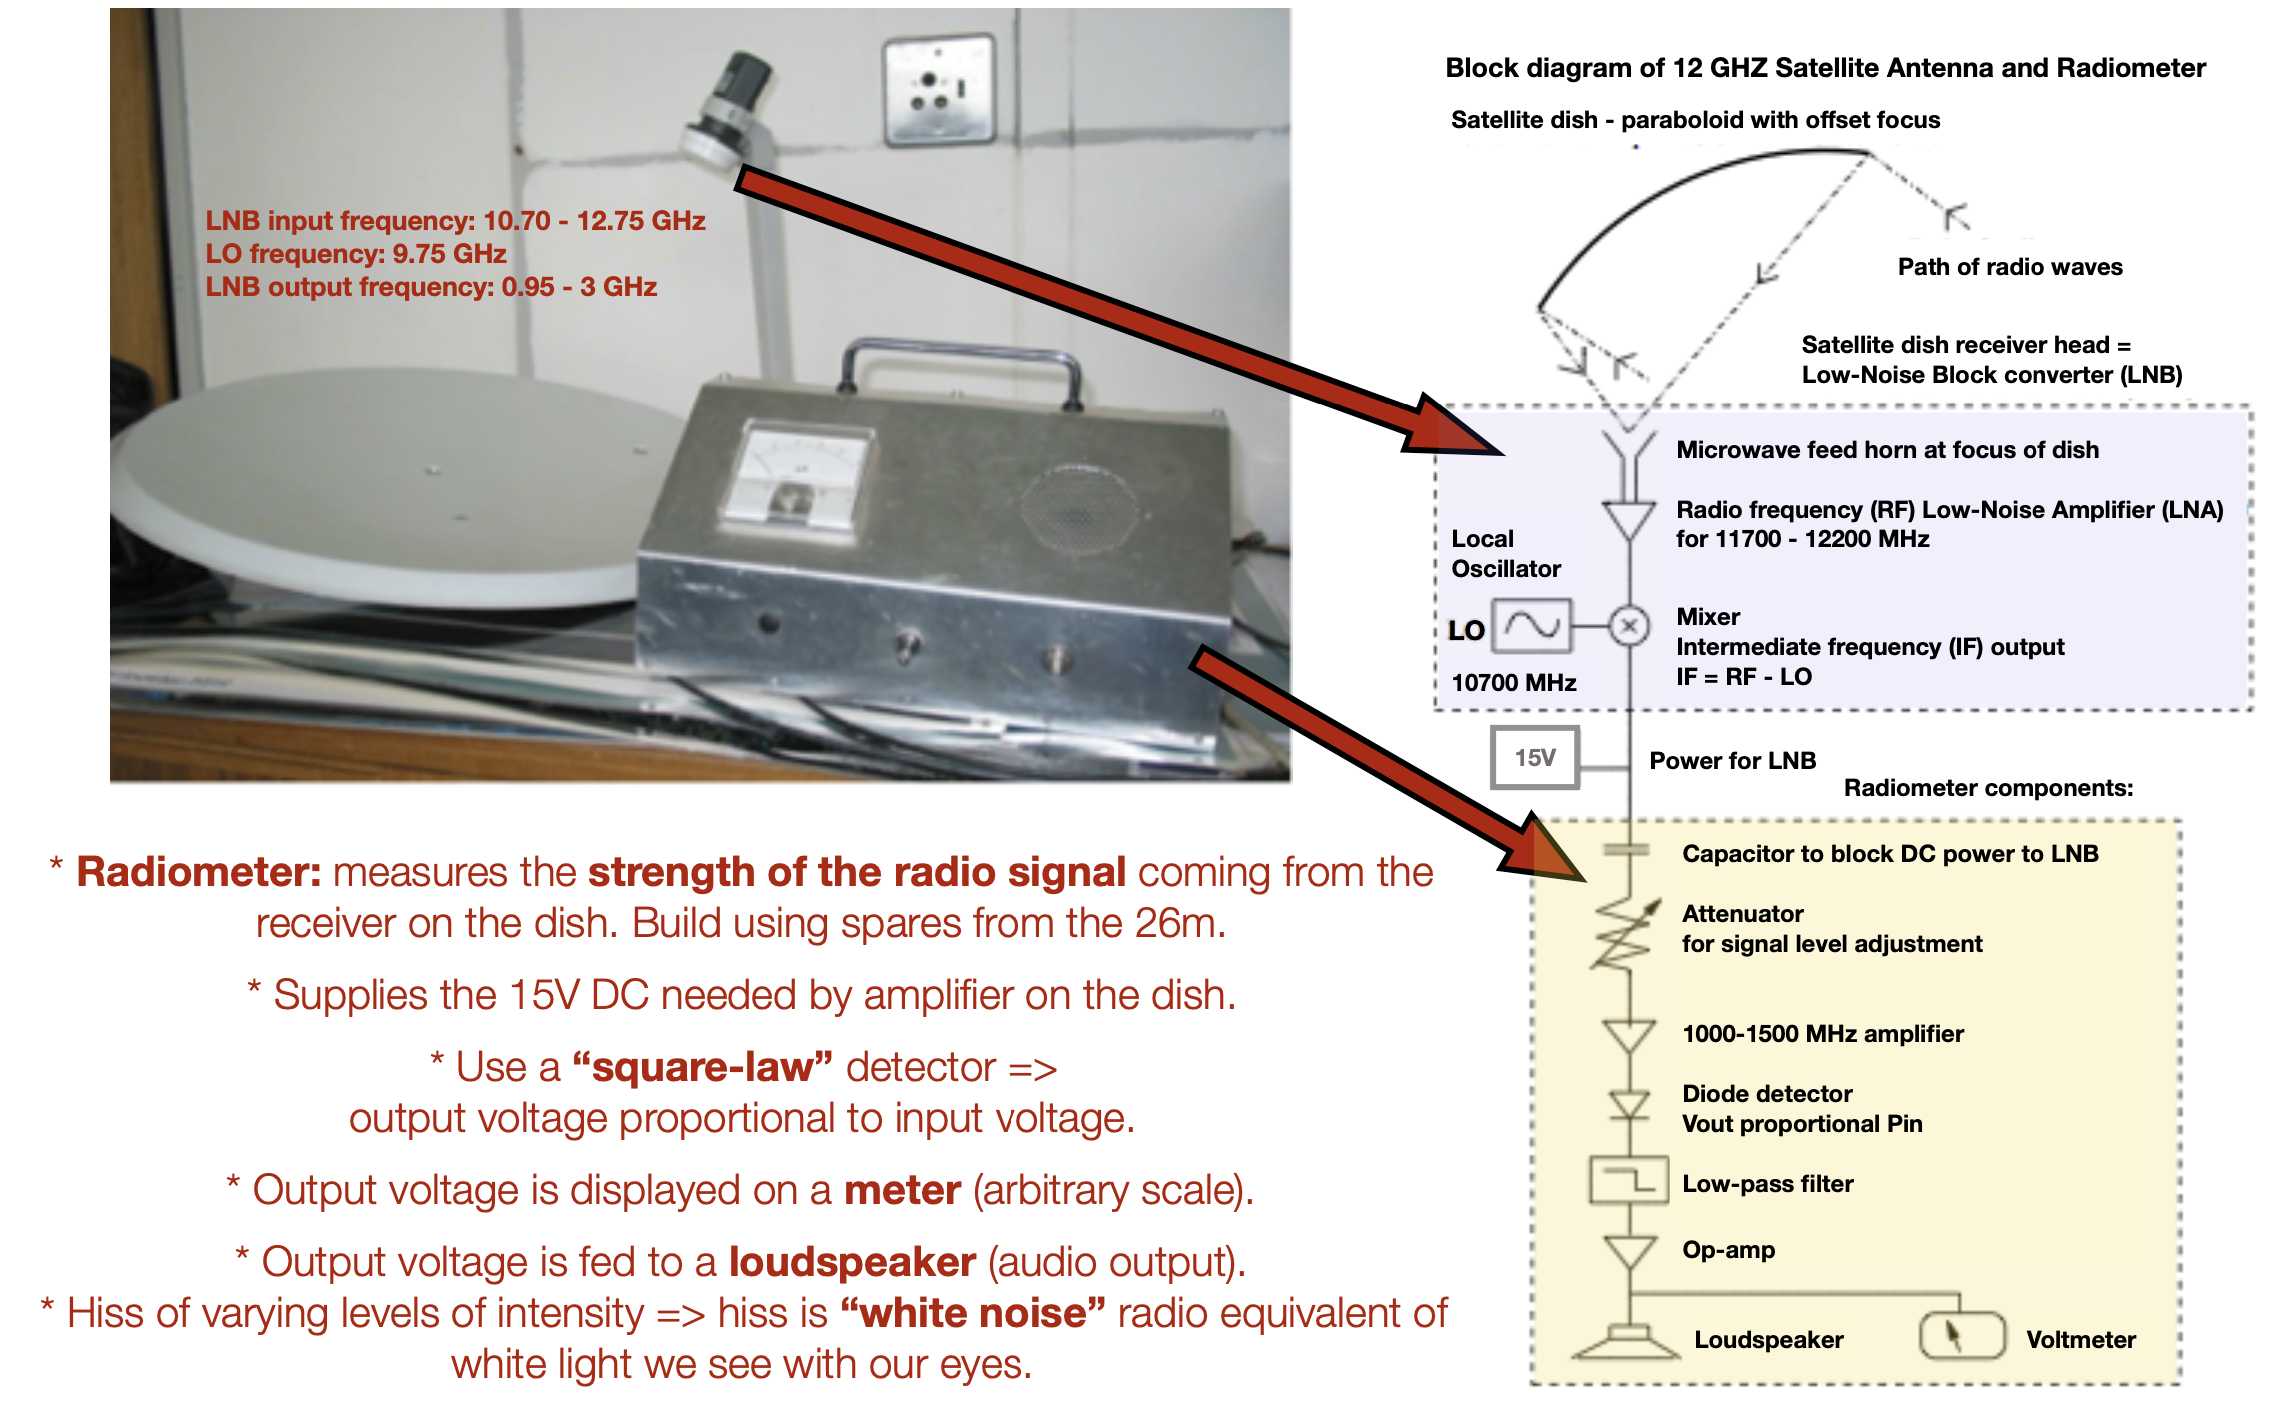 LNB input frequency: 10.70 - 12.75 GHz
LO frequency: 9.75 GHz
LNB output frequency: 0.95 - 3 GHz
* Radiometer: measures the strength of the radio signal coming from the
receiver on the dish. Build using spares from the 26m.
* Supplies the 15V DC needed by amplifier on the dish.
* Use a “square-law” detector =>
output voltage proportional to input voltage.
* Output voltage is displayed on a meter (arbitrary scale).
* Output voltage is fed to a loudspeaker (audio output).
* Hiss of varying levels of intensity => hiss is “white noise” radio equivalent of
white light we see with our eyes.
Block diagram of 12 GHZ Satellite Antenna and Radiometer
Satellite dish - paraboloid with offset focus
Path of radio waves
Satellite dish receiver head =
Low-Noise Block converter (LNB)
Microwave feed horn at focus of dish
Radio frequency (RF) Low-Noise Amplifier (LNA)
for 11700 - 12200 MHz
Local
Oscillator
LO
10700 MHz
Mixer
Intermediate frequency (IF) output
IF = RF - LO
15V
Power for LNB
Radiometer components:
Capacitor to block DC power to LNB
Attenuator
for signal level adjustment
1000-1500 MHz amplifier
Diode detector
Vout proportional Pin
Low-pass filter
Op-amp
Loudspeaker
Voltmeter